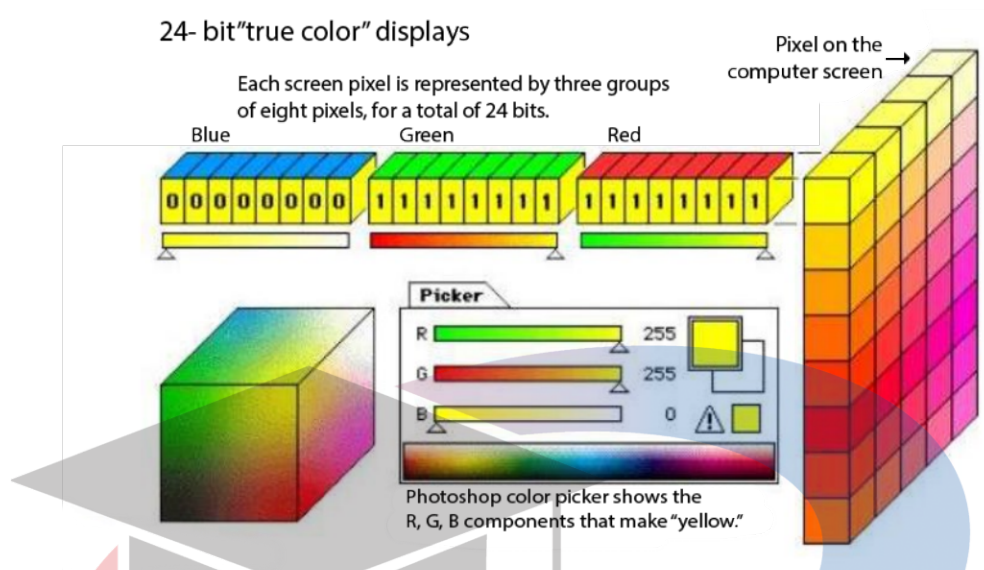 24- bit"true color" displays
Pixel on the
computer screen
Each screen pixel is represented by three groups
of eight pixels, for a total of 24 bits.
Blue Green Red
0 0 0 0 0 0 0 0 1 1 1 1 1 1 1 1 1 1 1 1 1 1 1 1
Picker
R 255
G 255
B 0
Photoshop color picker shows the
R, G, B components that make "yellow."